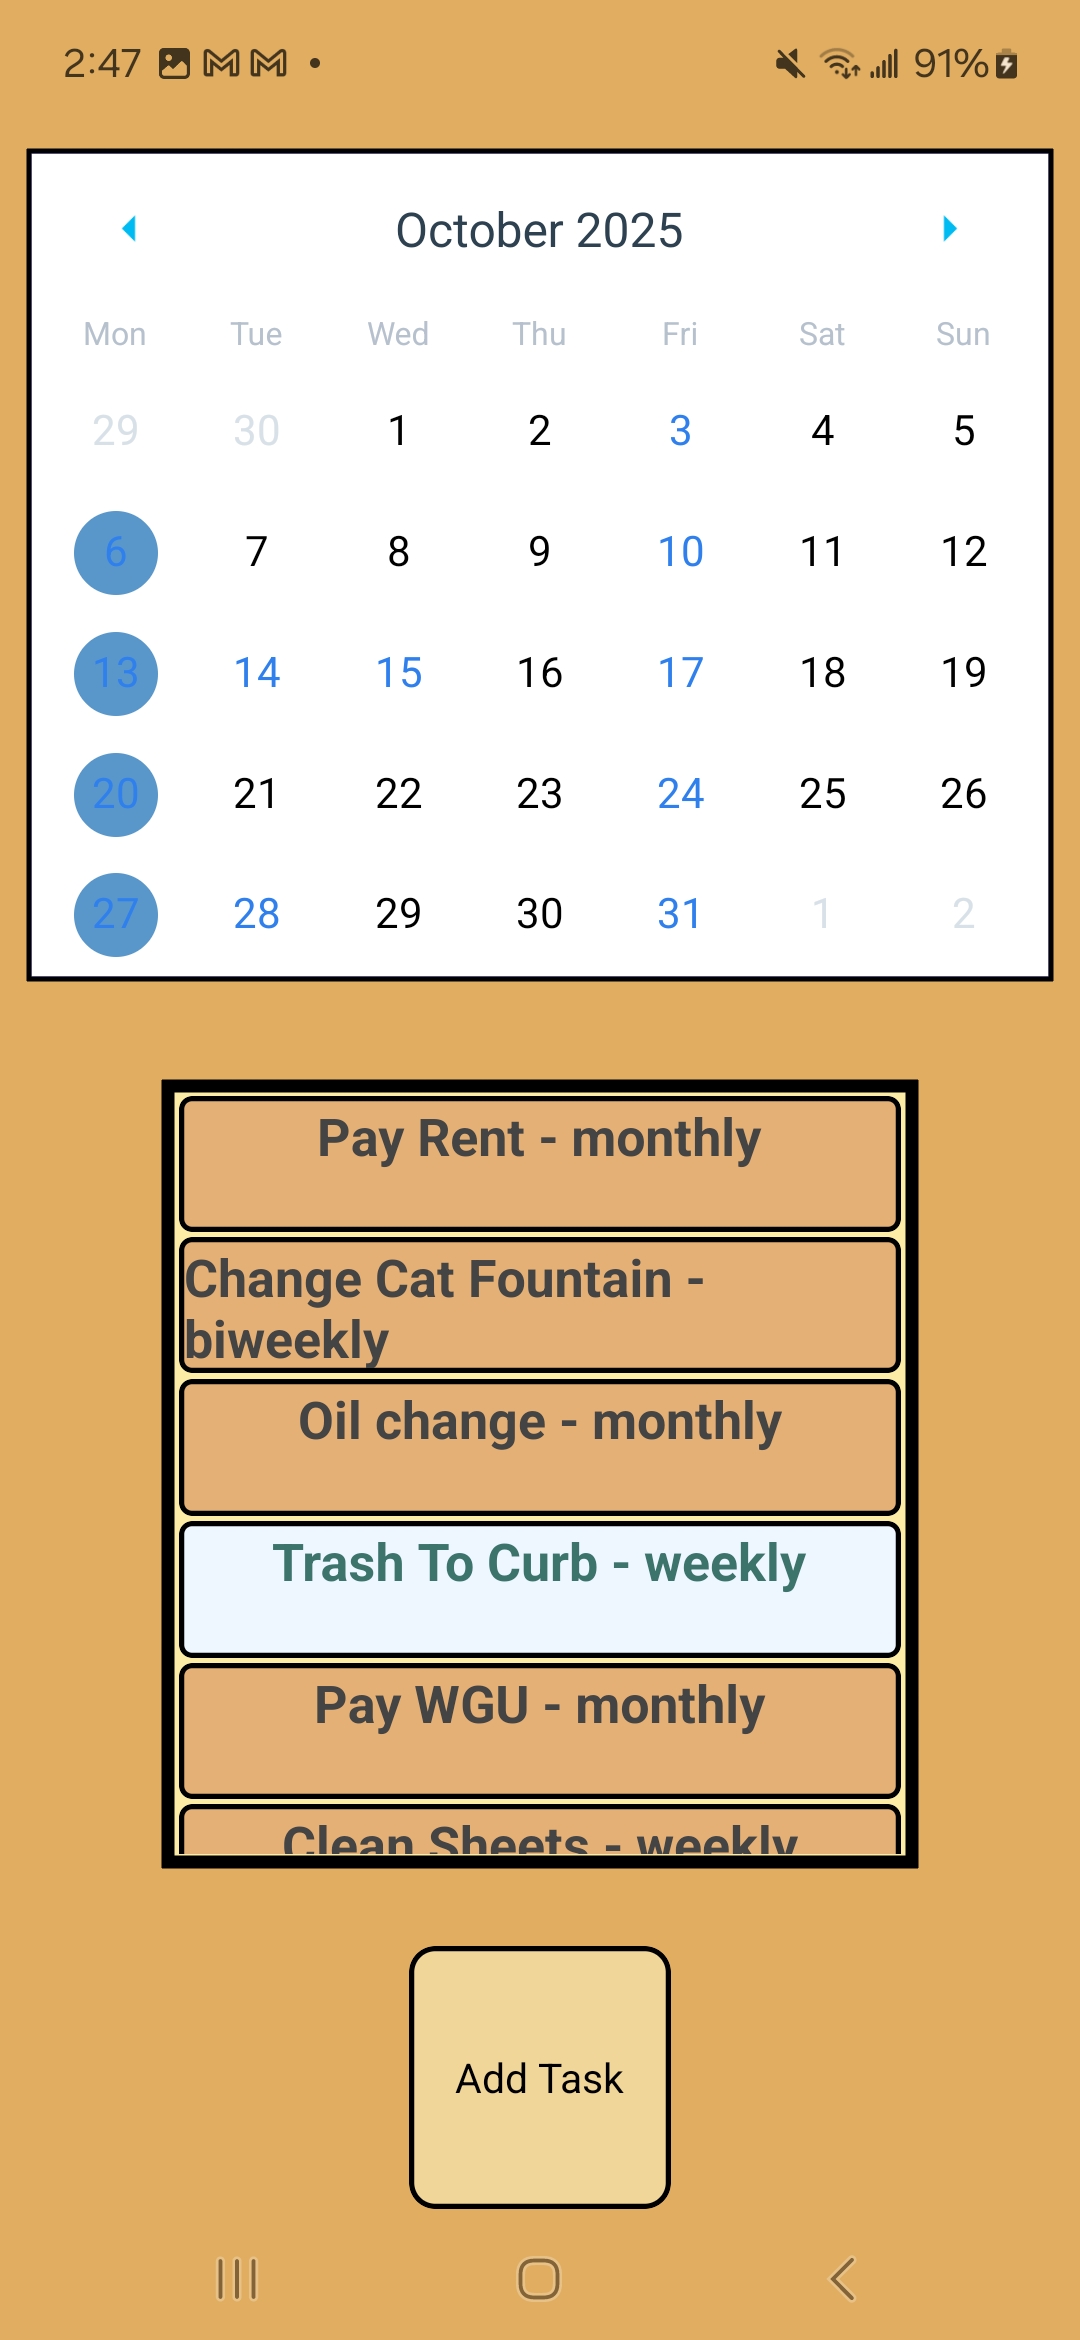 2:47 91%
October 2025
Mon Tue Wed Thu Fri Sat Sun
29 30 1 2 3 4 5
6 7 8 9 10 11 12
13 14 15 16 17 18 19
20 21 22 23 24 25 26
27 28 29 30 31 1 2
Pay Rent - monthly
Change Cat Fountain -
biweekly
Oil change - monthly
Trash To Curb - weekly
Pay WGU - monthly
Clean Sheets - weekly
Add Task